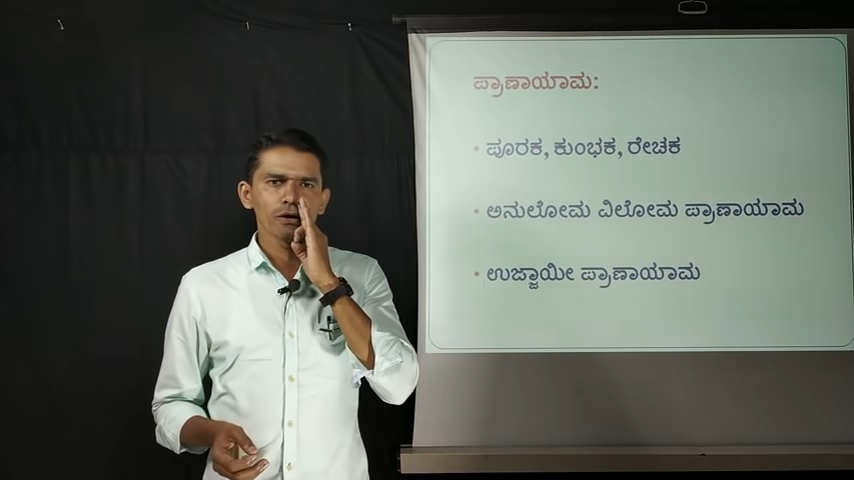 ಪ್ರಾಣಾಯಾಮ:
• ಪೂರಕ, ಕುಂಭಕ, ರೇಚಕ
• ಅನುಲೋಮ ವಿಲೋಮ ಪ್ರಾಣಾಯಾಮ
• ಉಜ್ಜಾಯೀ ಪ್ರಾಣಾಯಾಮ